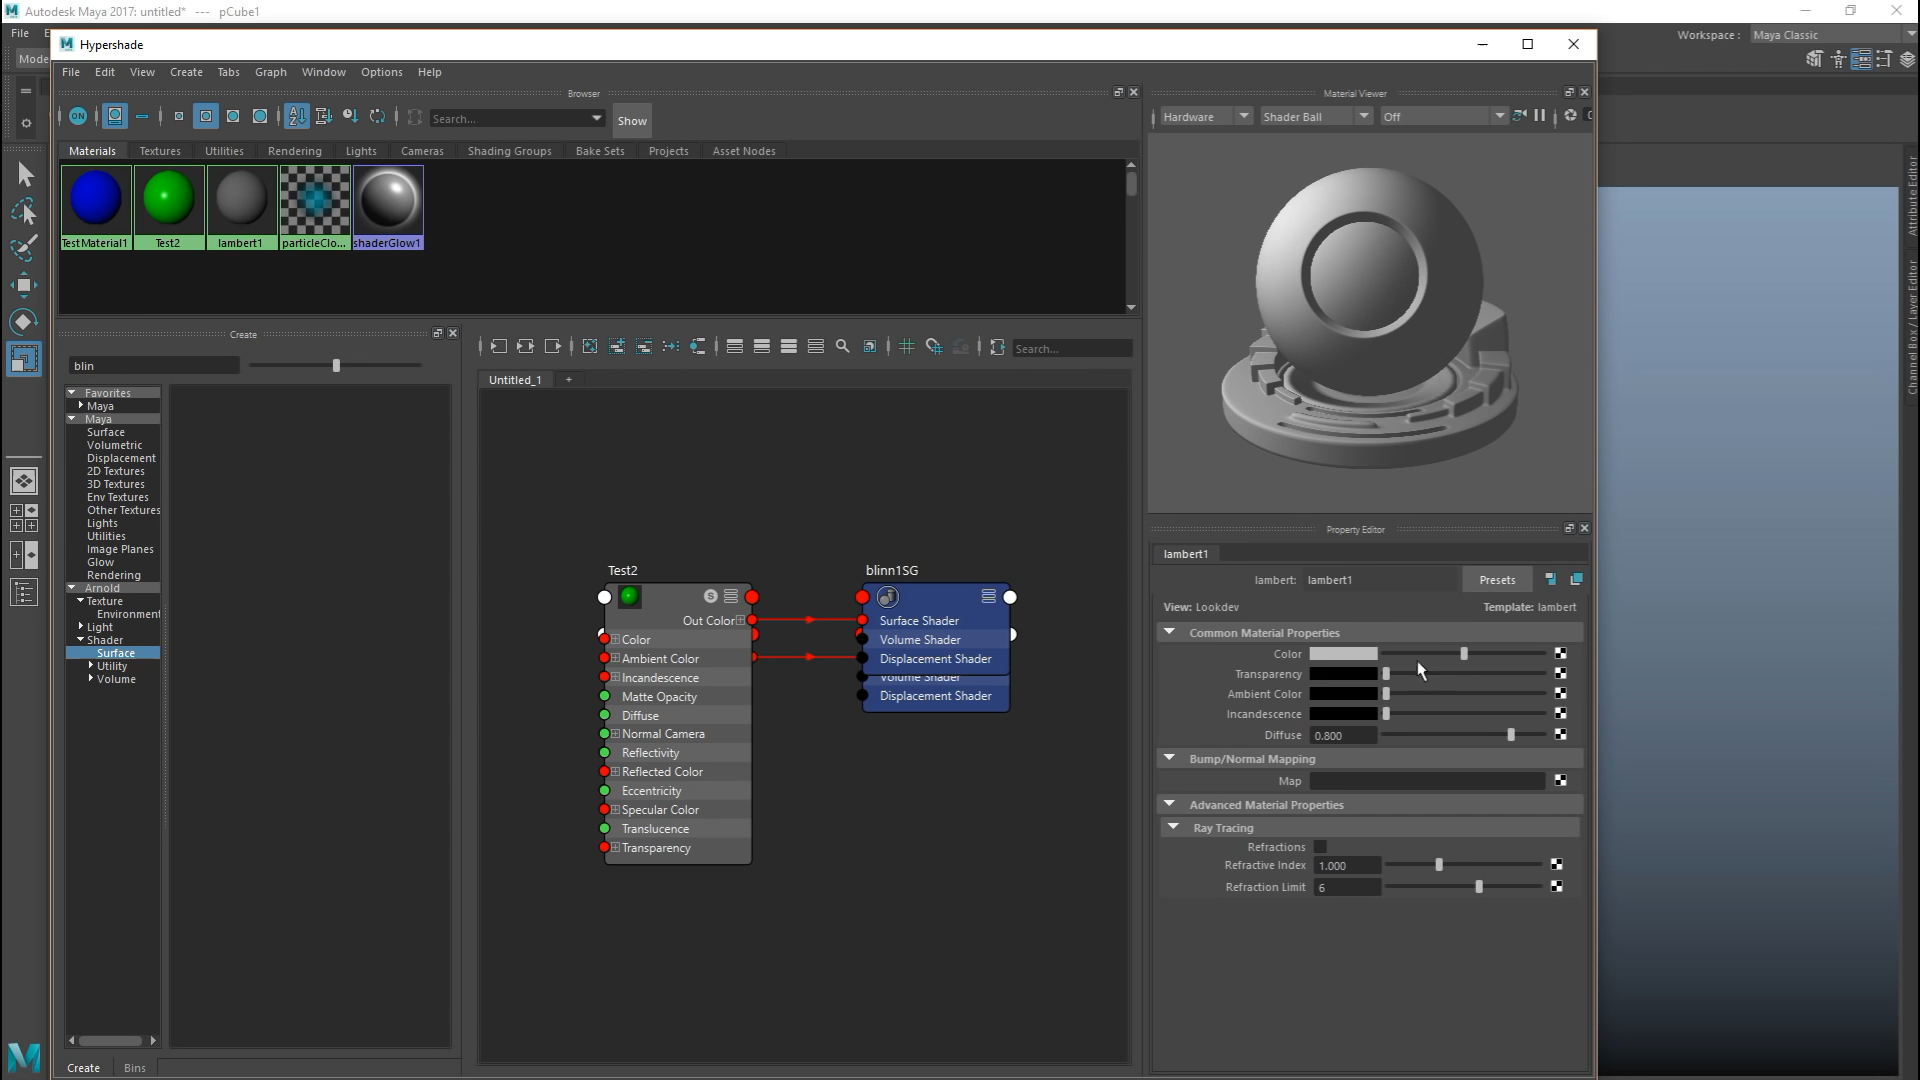 Autodesk Maya 2017: untitled* --- pCube1
File E
Workspace : Maya Classic
Mode
Hypershade
File Edit View Create Tabs Graph Window Options Help
Browser
ON
Search...
Show
Materials Textures Utilities Rendering Lights Cameras Shading Groups Bake Sets Projects Asset Nodes
TestMaterial1 Test2 lambert1 particleClo... shaderGlow1
Create
blin
Favorites
Maya
Maya
Surface
Volumetric
Displacement
2D Textures
3D Textures
Env Textures
Other Textures
Lights
Utilities
Image Planes
Glow
Rendering
Arnold
Texture
Environment
Light
Shader
Surface
Utility
Volume
Create Bins
Search...
Untitled_1 +
Test2
S
Out Color
Color
Ambient Color
Incandescence
Matte Opacity
Diffuse
Normal Camera
Reflectivity
Reflected Color
Eccentricity
Specular Color
Translucence
Transparency
blinn1SG
Surface Shader
Volume Shader
Displacement Shader
Volume Shader
Displacement Shader
Material Viewer
Hardware Shader Ball Off
Property Editor
lambert1
lambert: lambert1 Presets
View: Lookdev Template: lambert
Common Material Properties
Color
Transparency
Ambient Color
Incandescence
Diffuse 0.800
Bump/Normal Mapping
Map
Advanced Material Properties
Ray Tracing
Refractions
Refractive Index 1.000
Refraction Limit 6
Attribute Editor
Channel Box / Layer Editor